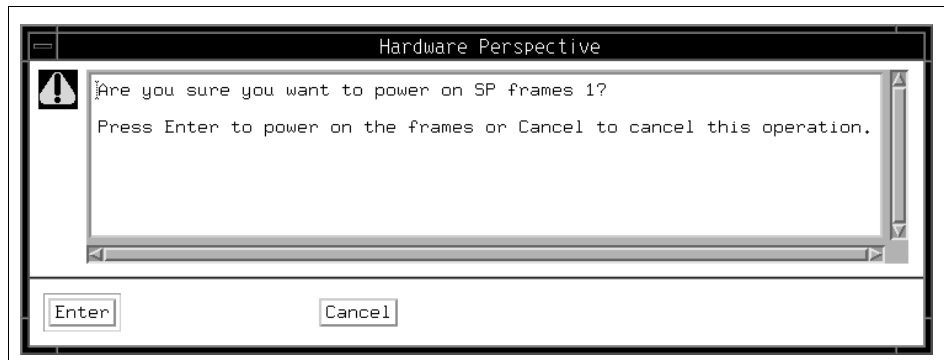 Hardware Perspective
Are you sure you want to power on SP frames 1?
Press Enter to power on the frames or Cancel to cancel this operation.
Enter
Cancel